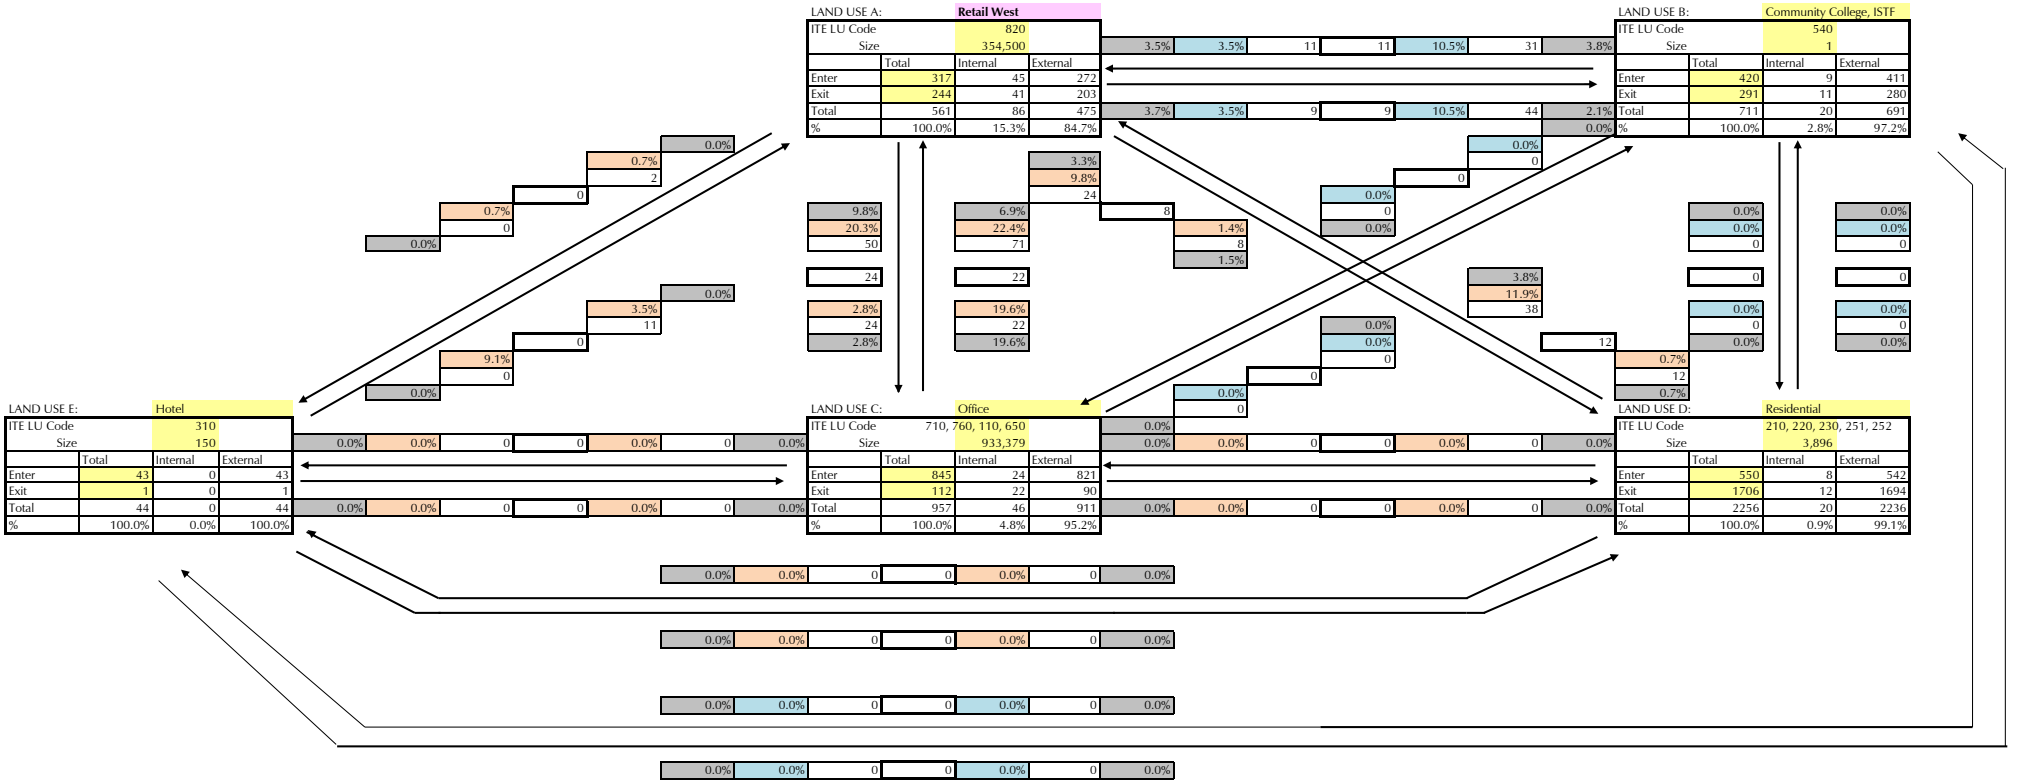 LAND USE A: Retail West LAND USE B: Community College, ISTF
ITE LU Code 820 ITE LU Code 540
Size 354,500 3.5% 3.5% 11 11 10.5% 31 3.8% Size 1
Total Internal External Total Internal External
Enter 317 45 272 Enter 420 9 411
Exit 244 41 203 Exit 291 11 280
Total 561 86 475 3.7% 3.5% 9 9 10.5% 44 2.1% Total 711 20 691
% 100.0% 15.3% 84.7% 0.0% % 100.0% 2.8% 97.2%
0.0% 0.0%
0.7% 3.3% 0
2 9.8% 0
0 24 0.0%
0.7% 9.8% 6.9% 8 0 0.0% 0.0%
0 20.3% 22.4% 1.4% 0.0% 0.0% 0.0%
0.0% 50 71 8 0 0
1.5%
24 22 3.8% 0 0
0.0% 11.9%
3.5% 2.8% 19.6% 38 0.0% 0.0%
11 24 22 0.0% 0 0
0 2.8% 19.6% 0.0% 12 0.0% 0.0%
9.1% 0 0.7%
0 0 12
0.0% 0.0% 0.7%
LAND USE E: Hotel LAND USE C: Office 0 LAND USE D: Residential
ITE LU Code 310 ITE LU Code 710, 760, 110, 650 0.0% ITE LU Code 210, 220, 230, 251, 252
Size 150 0.0% 0.0% 0 0 0.0% 0 0.0% Size 933,379 0.0% 0.0% 0 0 0.0% 0 0.0% Size 3,896
Total Internal External Total Internal External Total Internal External
Enter 43 0 43 Enter 845 24 821 Enter 550 8 542
Exit 1 0 1 Exit 112 22 90 Exit 1706 12 1694
Total 44 0 44 0.0% 0.0% 0 0 0.0% 0 0.0% Total 957 46 911 0.0% 0.0% 0 0 0.0% 0 0.0% Total 2256 20 2236
% 100.0% 0.0% 100.0% % 100.0% 4.8% 95.2% % 100.0% 0.9% 99.1%
0.0% 0.0% 0 0 0.0% 0 0.0%
0.0% 0.0% 0 0 0.0% 0 0.0%
0.0% 0.0% 0 0 0.0% 0 0.0%
0.0% 0.0% 0 0 0.0% 0 0.0%